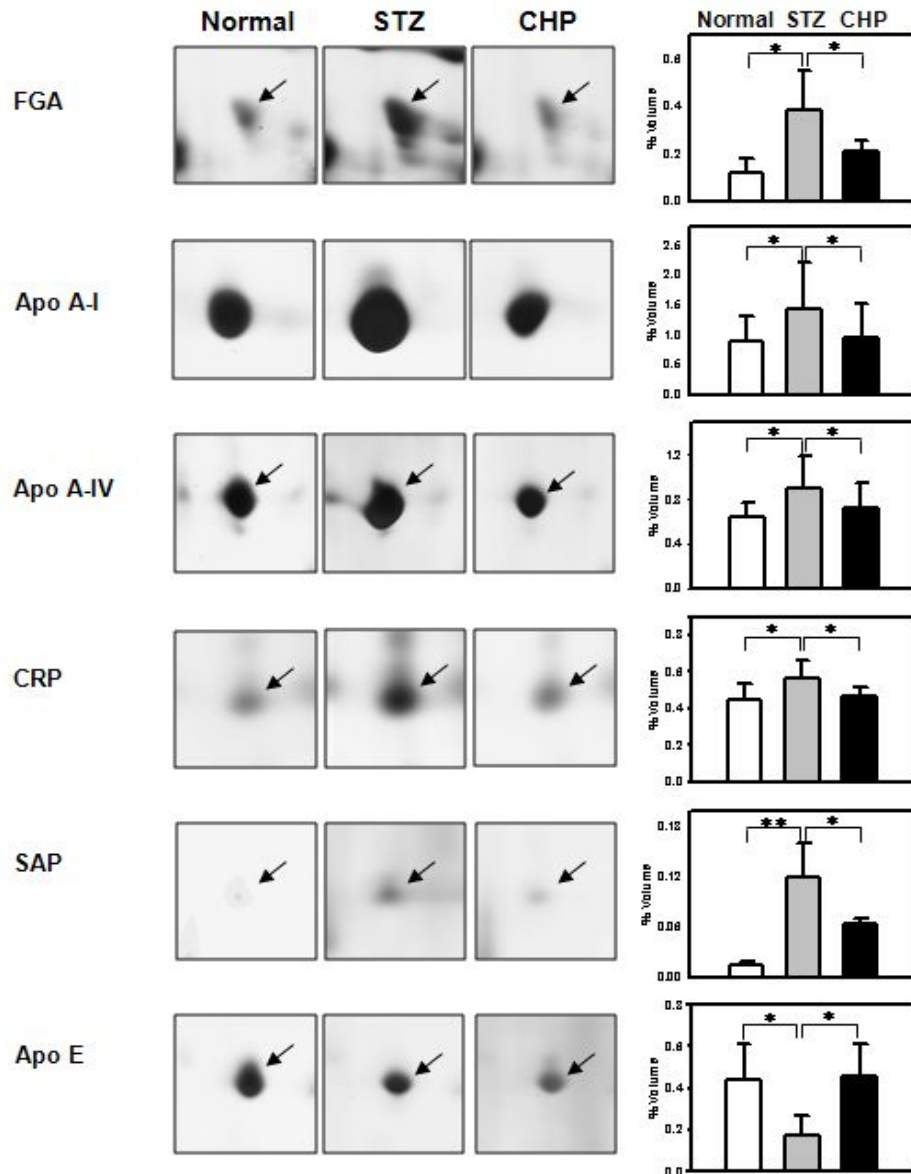 Normal STZ CHP Normal STZ CHP
FGA
* *
% Volume
0.6
0.4
0.2
0.0
Apo A-I
* *
% Volume
2.6
2.0
1.6
1.0
0.6
0.0
Apo A-IV
* *
% Volume
1.2
0.8
0.4
0.0
CRP
* *
% Volume
0.8
0.6
0.4
0.2
0.0
SAP
** *
% Volume
0.18
0.12
0.06
0.00
Apo E
* *
% Volume
0.8
0.6
0.4
0.2
0.0